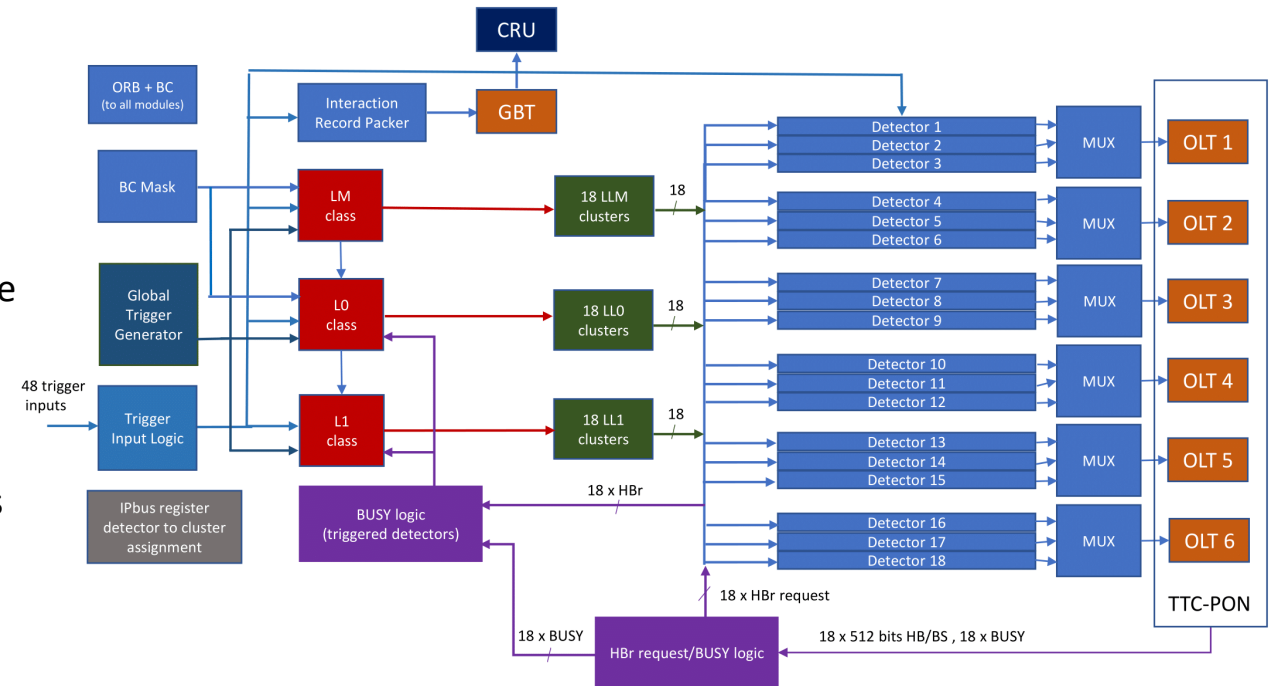 CRU
ORB + BC
(to all modules)
Interaction
Record Packer
GBT
BC Mask
LM
class
18 LLM
clusters
18
e
Global
Trigger
Generator
L0
class
18 LL0
clusters
18
48 trigger
inputs
Trigger
Input Logic
L1
class
18 LL1
clusters
18
s
IPbus register
detector to cluster
assignment
BUSY logic
(triggered detectors)
18 x HBr
18 x BUSY
HBr request/BUSY logic
18 x HBr request
18 x 512 bits HB/BS , 18 x BUSY
Detector 1
Detector 2
Detector 3
MUX
OLT 1
Detector 4
Detector 5
Detector 6
MUX
OLT 2
Detector 7
Detector 8
Detector 9
MUX
OLT 3
Detector 10
Detector 11
Detector 12
MUX
OLT 4
Detector 13
Detector 14
Detector 15
MUX
OLT 5
Detector 16
Detector 17
Detector 18
MUX
OLT 6
TTC-PON